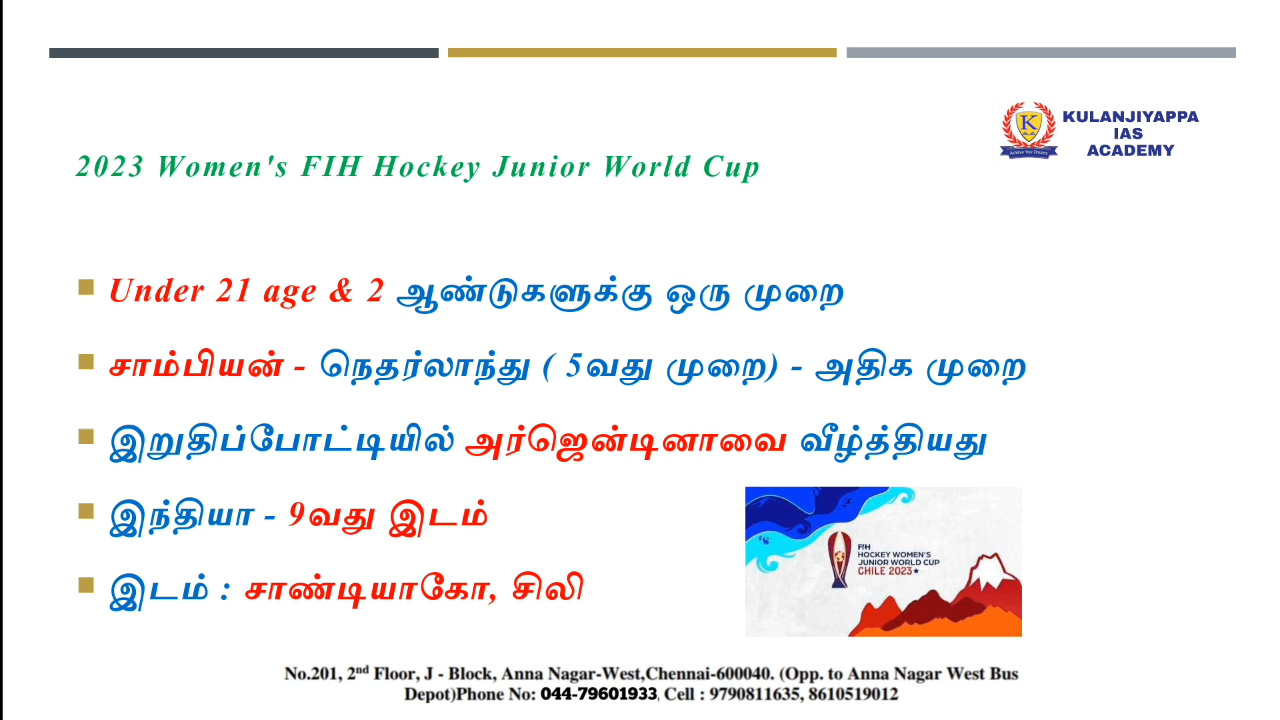 KULANJIYAPPA
IAS
ACADEMY
2023 Women's FIH Hockey Junior World Cup
Under 21 age & 2 ஆண்டுகளுக்கு ஒரு முறை
சாம்பியன் - நெதர்லாந்து ( 5வது முறை) - அதிக முறை
இறுதிப்போட்டியில் அர்ஜென்டினாவை வீழ்த்தியது
இந்தியா - 9வது இடம்
இடம் : சாண்டியாகோ, சிலி
FIH
HOCKEY WOMEN'S
JUNIOR WORLD CUP
CHILE 2023
No.201, 2nd Floor, J - Block, Anna Nagar-West,Chennai-600040. (Opp. to Anna Nagar West Bus
Depot)Phone No: 044-79601933, Cell : 9790811635, 8610519012